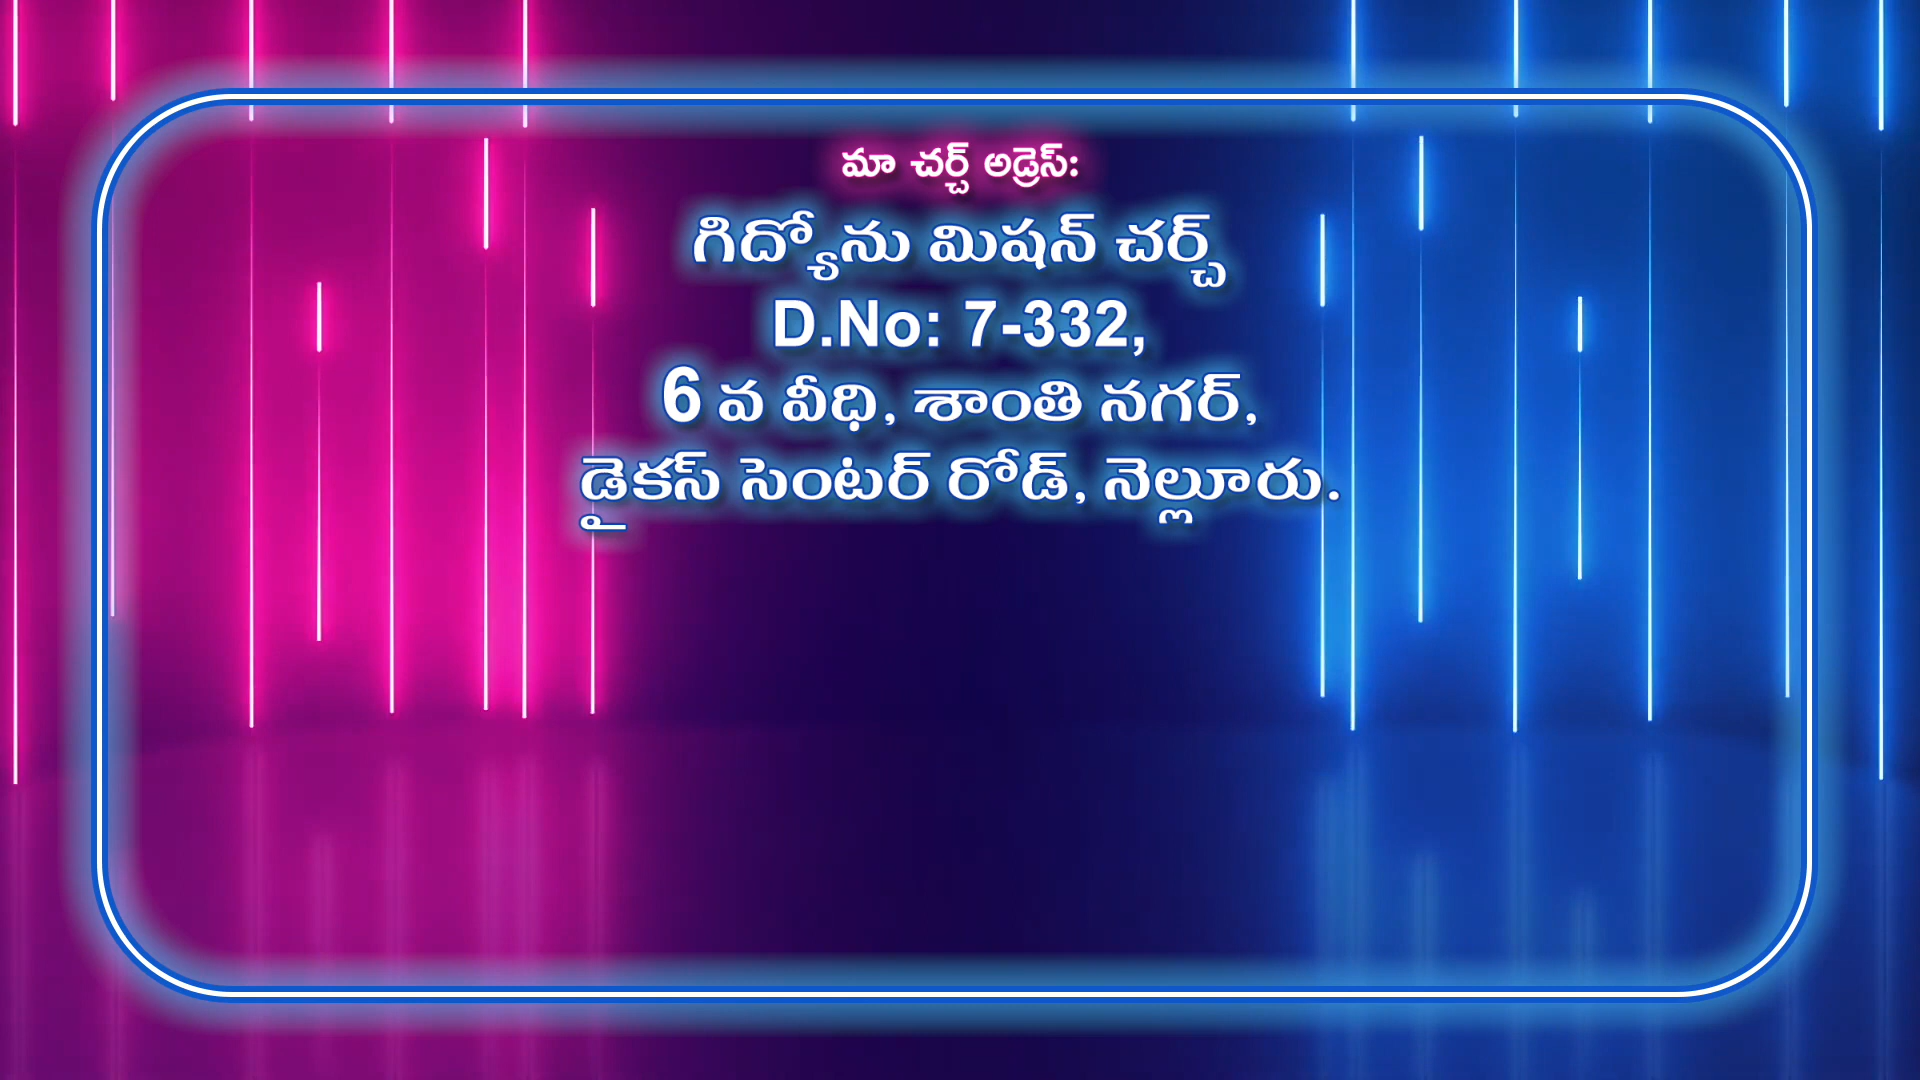 మా చర్చ్ అడ్రెస్:
గిద్యోను మిషన్ చర్చ్
D.No: 7-332,
6 వ వీధి, శాంతి నగర్,
డైకస్ సెంటర్ రోడ్, నెల్లూరు.